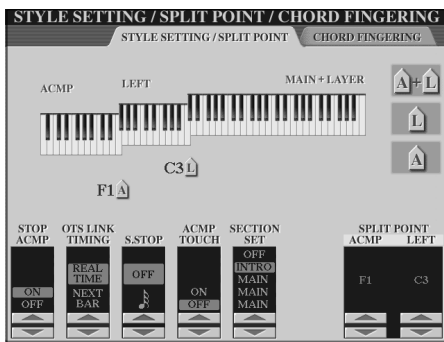 STYLE SETTING / SPLIT POINT / CHORD FINGERING
STYLE SETTING / SPLIT POINT CHORD FINGERING
ACMP LEFT MAIN + LAYER
A + L
L
A
C3 L
F1 A
STOP ACMP
OTS LINK TIMING
S.STOP
ACMP TOUCH
SECTION SET
SPLIT POINT
ACMP LEFT
ON
OFF
REAL TIME
NEXT BAR
OFF
ON
OFF
OFF
INTRO
MAIN
MAIN
MAIN
F1 C3